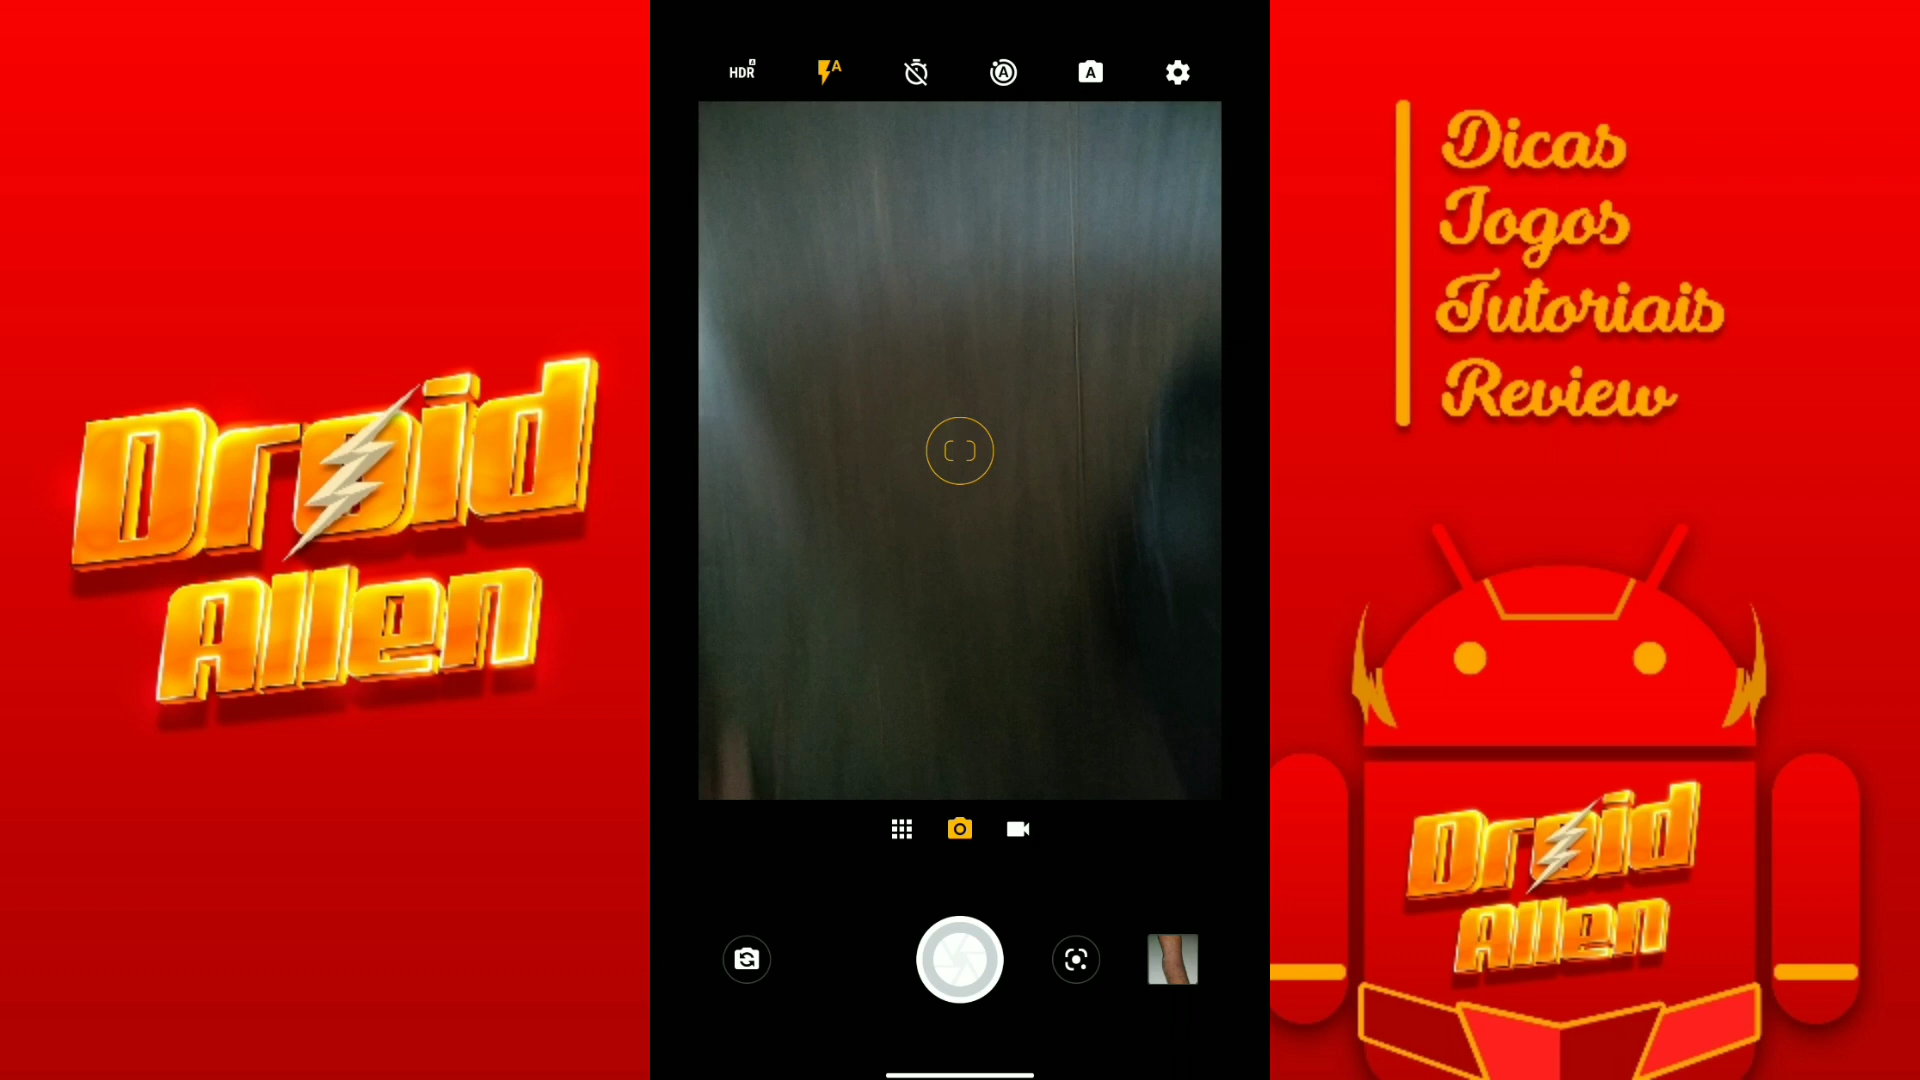 Droid
Allen
HDR A
A
A
A
Dicas
Jogos
Tutoriais
Review
Droid
Allen